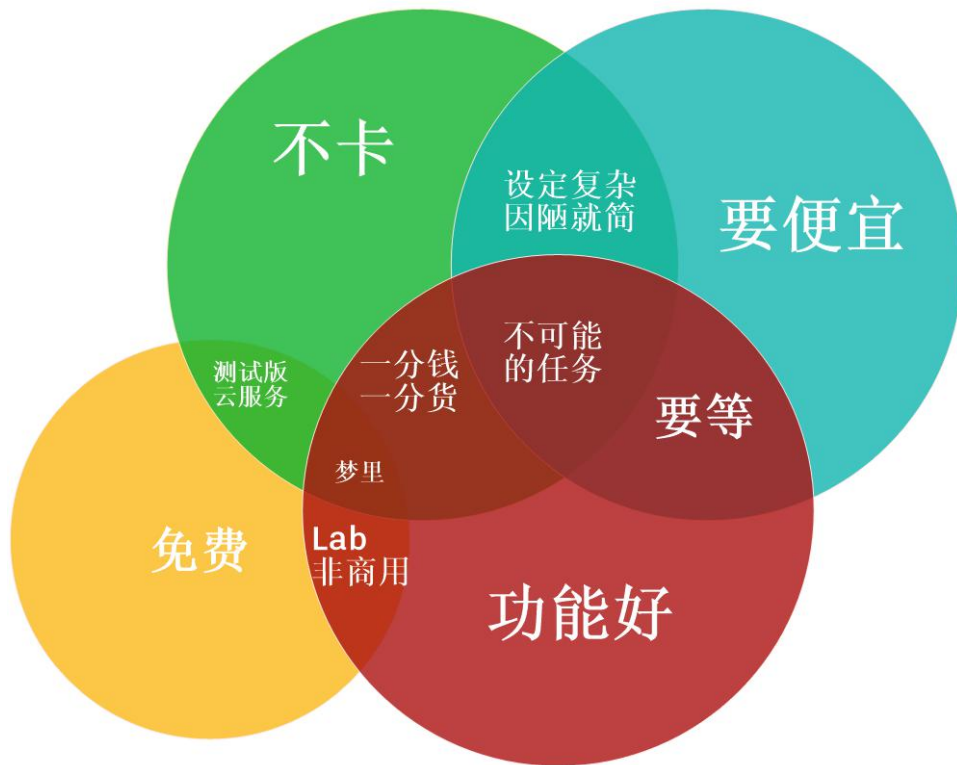 不卡
设定复杂
因陋就简
要便宜
不可能
的任务
一分钱
一分货
测试版
云服务
要等
梦里
免费
Lab
非商用
功能好